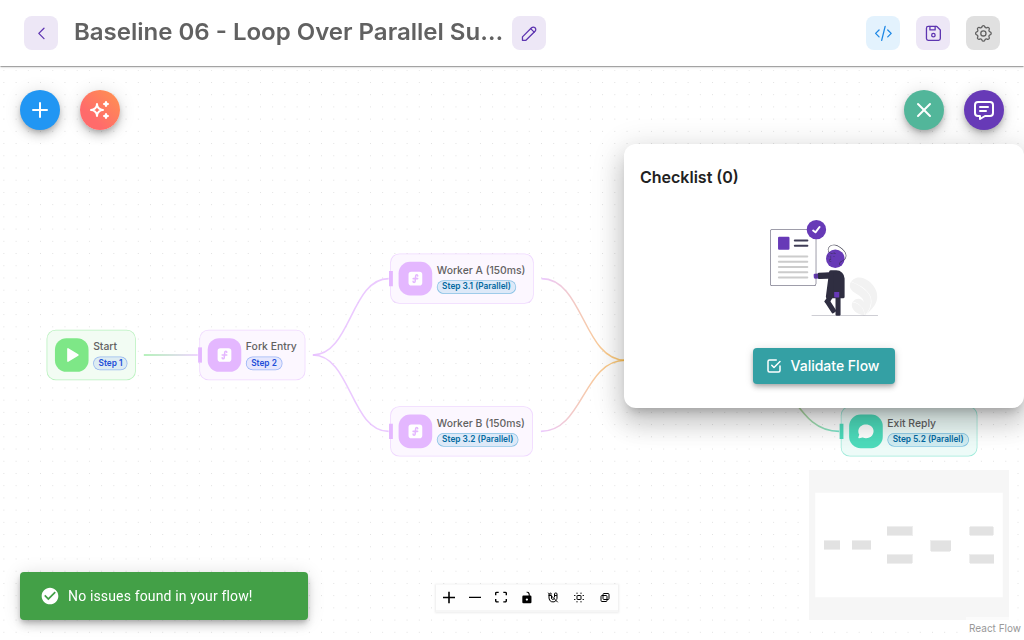 Baseline 06 - Loop Over Parallel Su...
Checklist (0)
Validate Flow
Worker A (150ms)
Step 3.1 (Parallel)
Start
Step 1
Fork Entry
Step 2
Worker B (150ms)
Step 3.2 (Parallel)
Exit Reply
Step 5.2 (Parallel)
No issues found in your flow!
React Flow